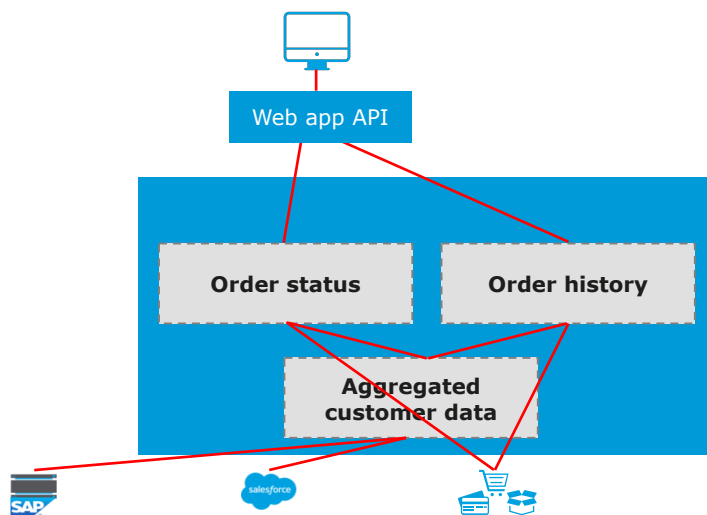 Web app API
Order status
Order history
Aggregated
customer data
SAP
salesforce